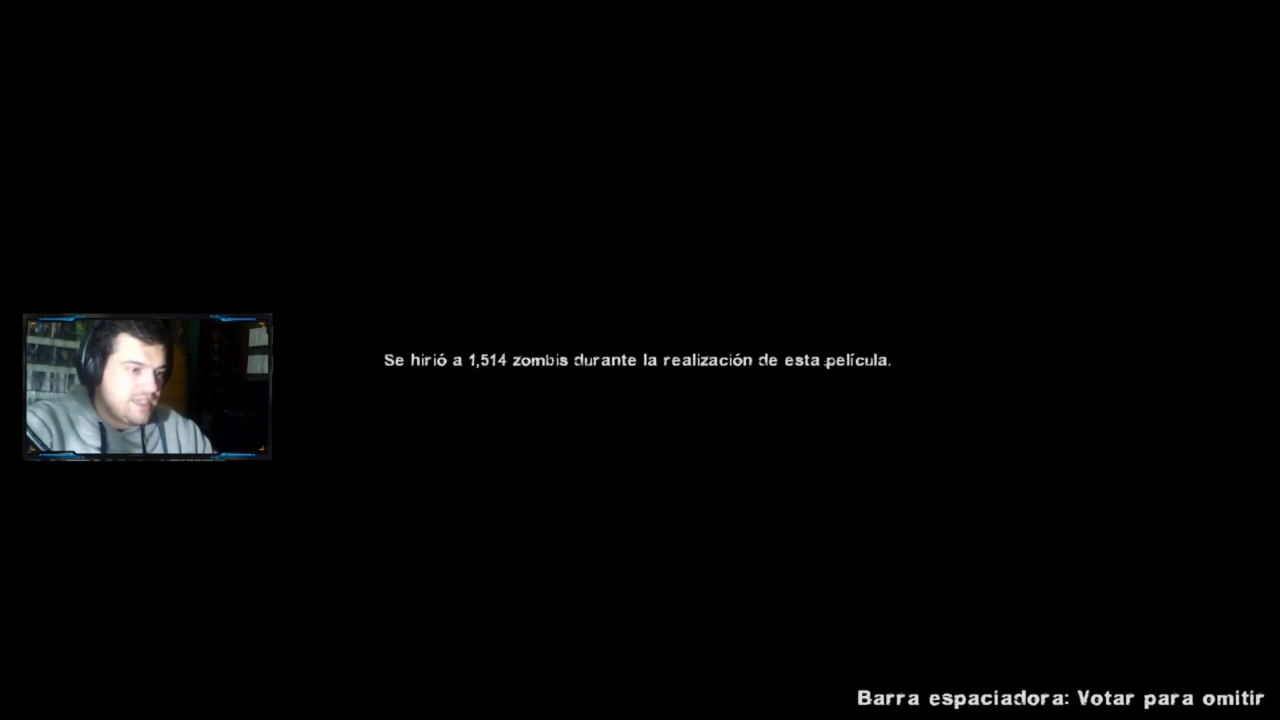 Se hirió a 1,514 zombis durante la realización de esta película.
Barra espaciadora: Votar para omitir